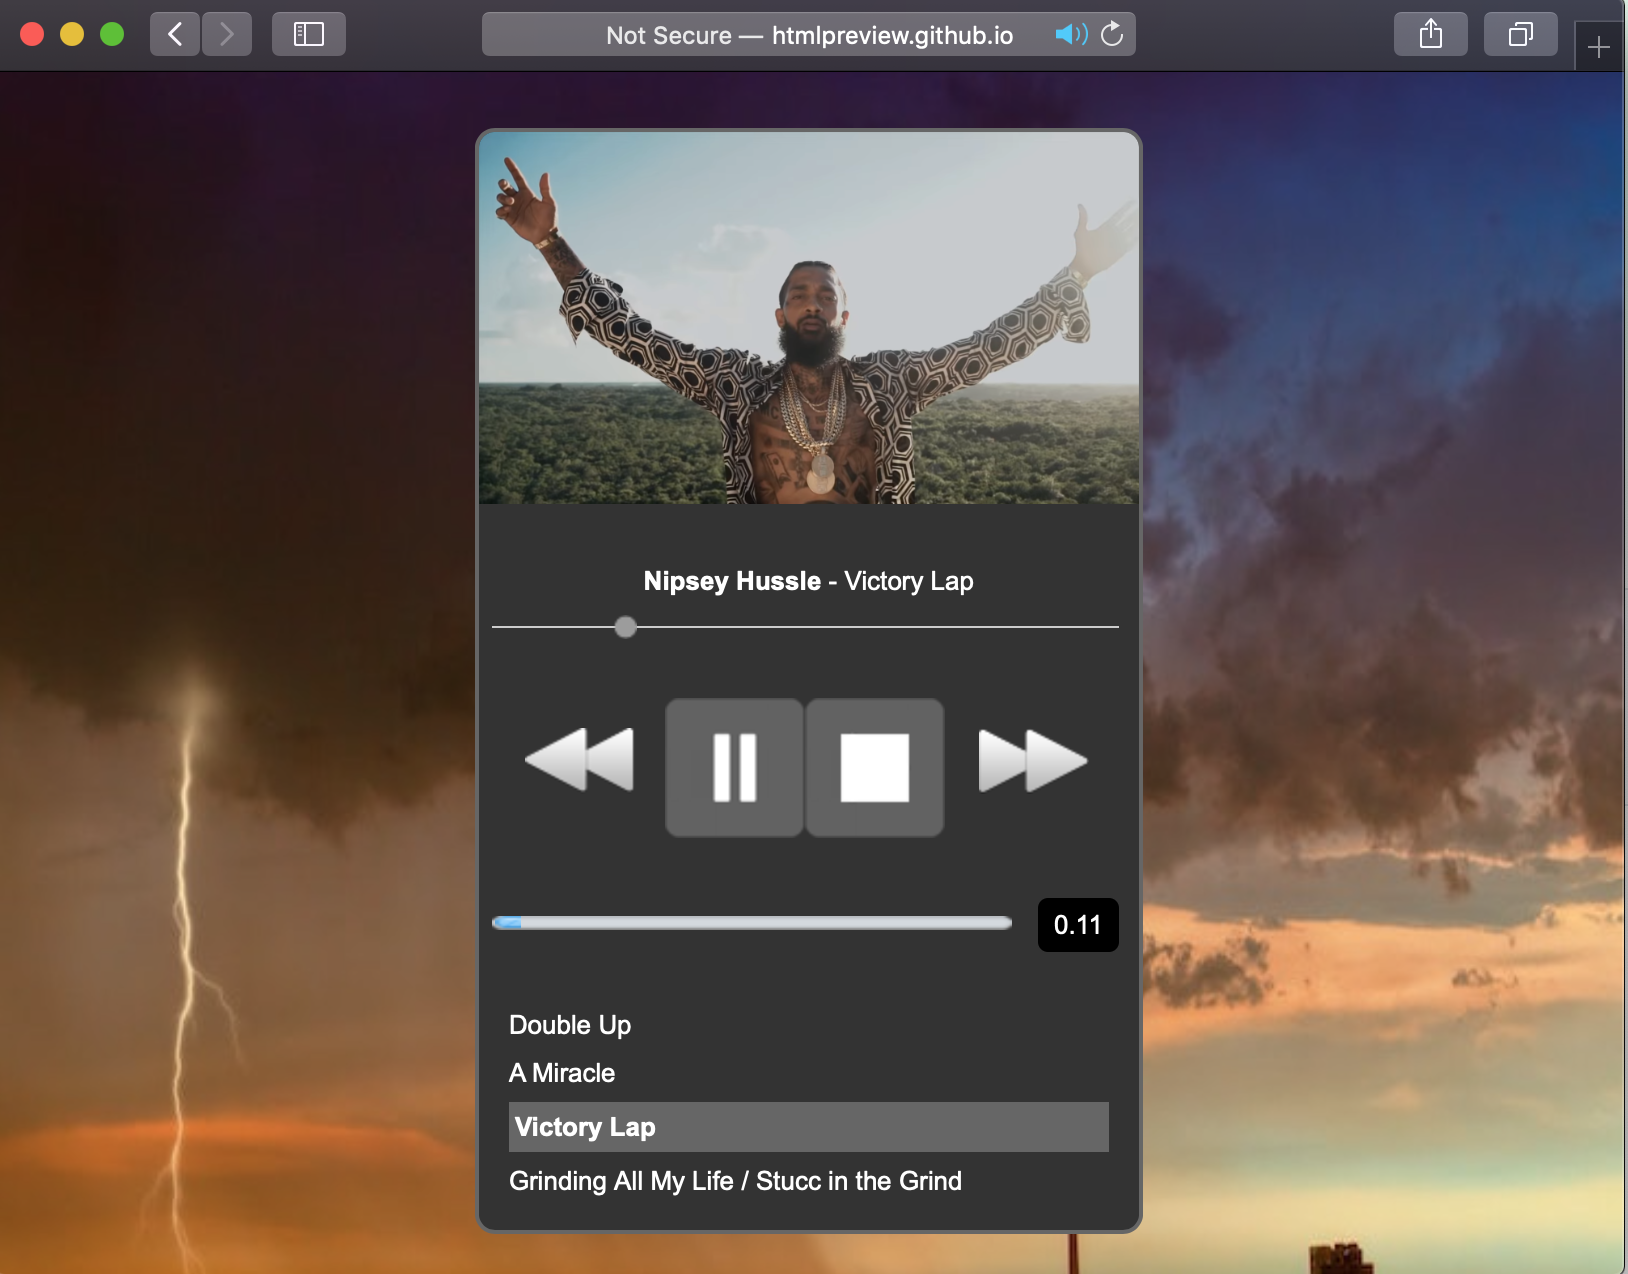 Not Secure — htmlpreview.github.io
Nipsey Hussle - Victory Lap
0.11
Double Up
A Miracle
Victory Lap
Grinding All My Life / Stucc in the Grind